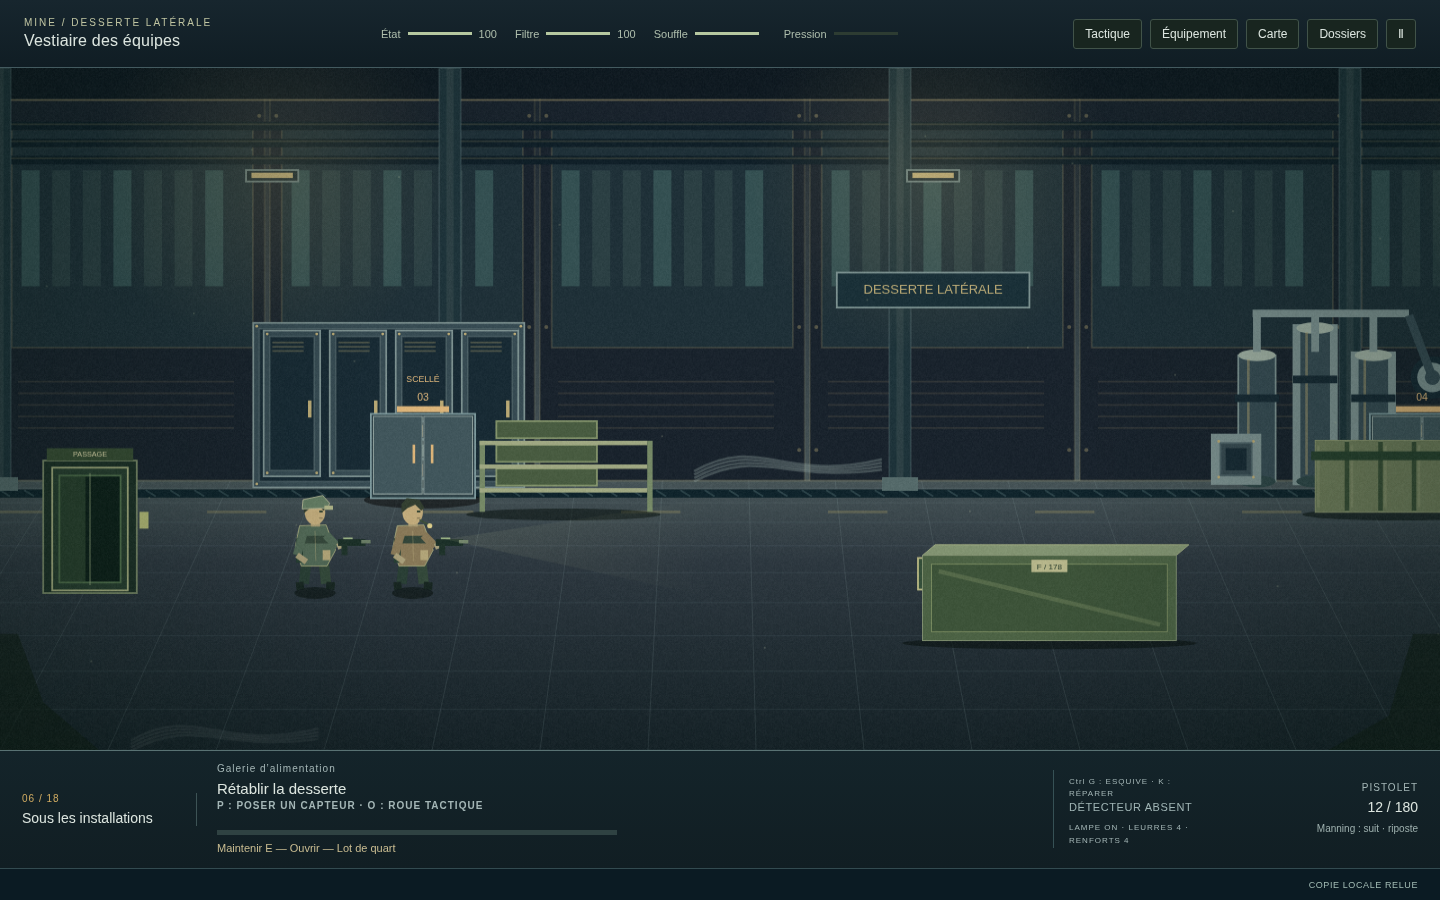 MINE / DESSERTE LATÉRALE
Vestiaire des équipes
État 100 Filtre 100 Souffle Pression
Tactique Équipement Carte Dossiers II
DESSERTE LATÉRALE
SCELLÉ
03
04
PASSAGE
F / 178
06 / 18
Sous les installations
Galerie d'alimentation
Rétablir la desserte
P : POSER UN CAPTEUR · O : ROUE TACTIQUE
Maintenir E — Ouvrir — Lot de quart
Ctrl G : ESQUIVE · K :
RÉPARER
DÉTECTEUR ABSENT
LAMPE ON · LEURRES 4 ·
RENFORTS 4
PISTOLET
12 / 180
Manning : suit · riposte
COPIE LOCALE RELUE